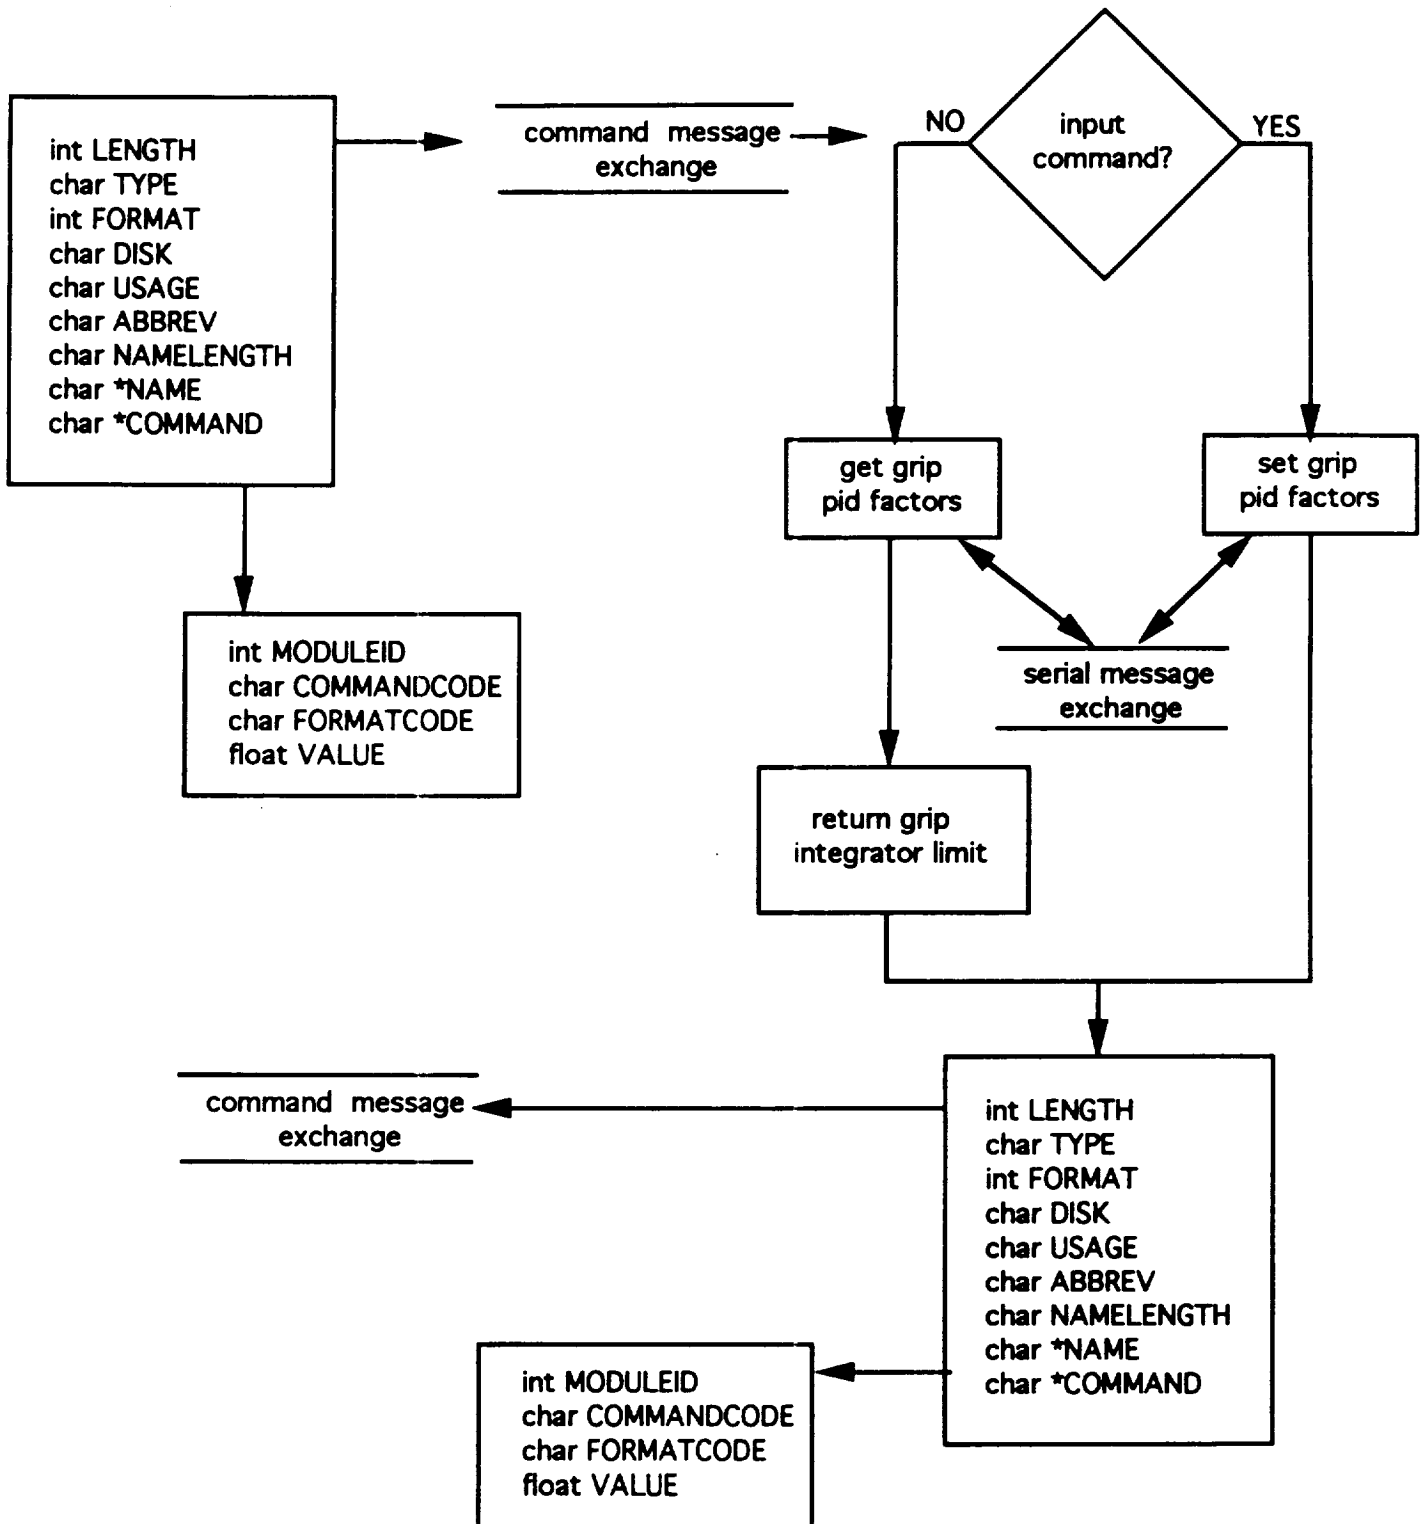 int LENGTH
char TYPE
int FORMAT
char DISK
char USAGE
char ABBREV
char NAMELENGTH
char *NAME
char *COMMAND
command message
exchange
input
command?
NO
YES
int MODULEID
char COMMANDCODE
char FORMATCODE
float VALUE
get grip
pid factors
set grip
pid factors
serial message
exchange
return grip
integrator limit
command message
exchange
int LENGTH
char TYPE
int FORMAT
char DISK
char USAGE
char ABBREV
char NAMELENGTH
char *NAME
char *COMMAND
int MODULEID
char COMMANDCODE
char FORMATCODE
float VALUE